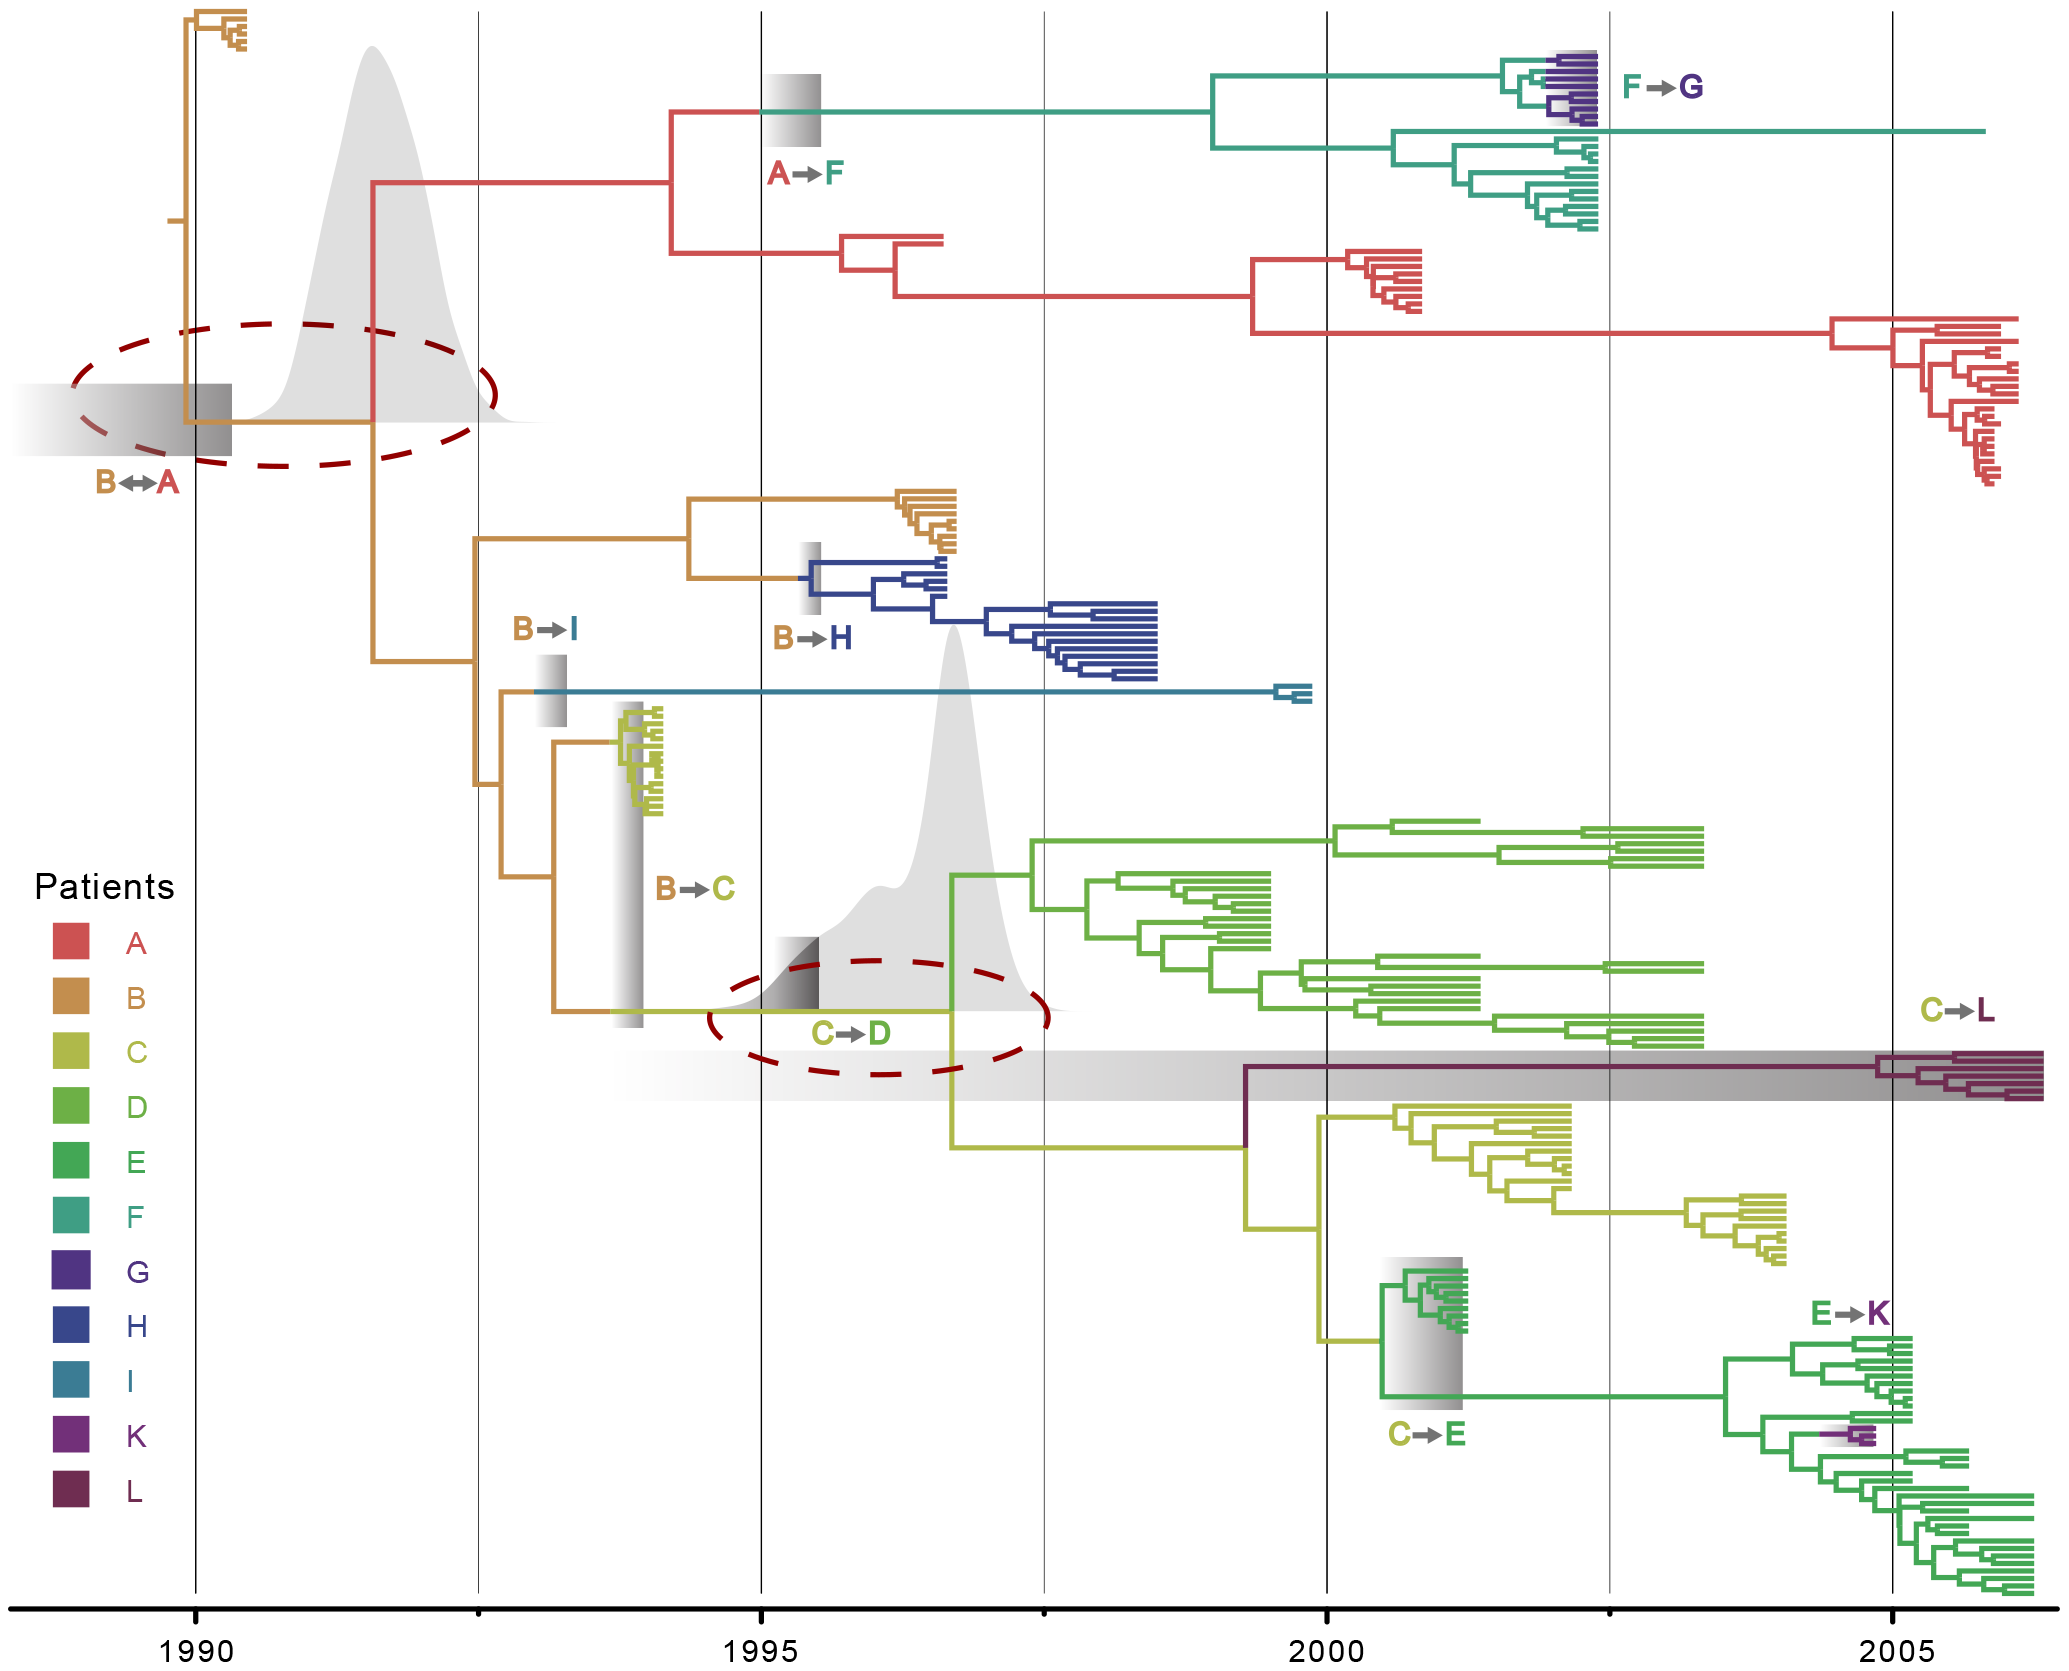 F→G
A→F
B↔A
B→I
B→H
B→C
C→D
C→L
E→K
C→E
Patients
A
B
C
D
E
F
G
H
I
K
L
1990 1995 2000 2005